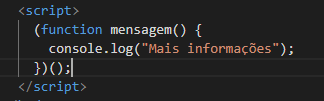 <script>
(function mensagem() {
console.log("Mais informações");
})();
</script>